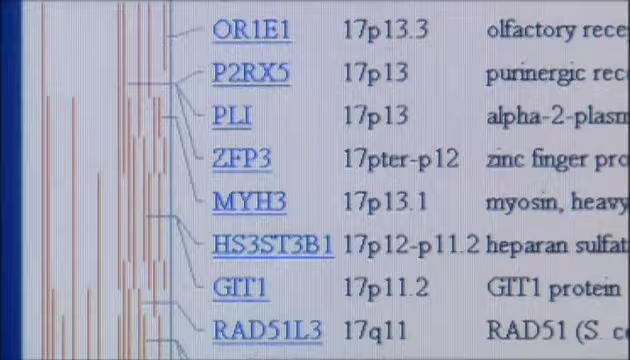 OR1E1 17p13.3 olfactory rece
P2RX5 17p13 purinergic rec
PLI 17p13 alpha-2-plasm
ZFP3 17pter-p12 zinc finger pro
MYH3 17p13.1 myosin, heavy
HS3ST3B1 17p12-p11.2 heparan sulfat
GIT1 17p11.2 GIT1 protein
RAD51L3 17q11 RAD51 (S. ce